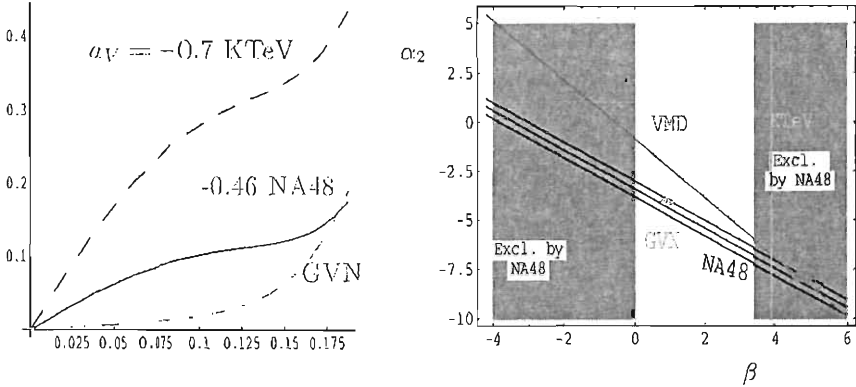 0.4
0.3
0.2
0.1
0.025 0.05 0.075 0.1 0.125 0.15 0.175
αV = -0.7 KTeV
-0.46 NA48
GVN
α2
5
2.5
0
-2.5
-5
-7.5
-10
-4 -2 0 2 4 6
β
VMD
KTeV
Excl.
by NA48
GVN
NA48
Excl. by
NA48